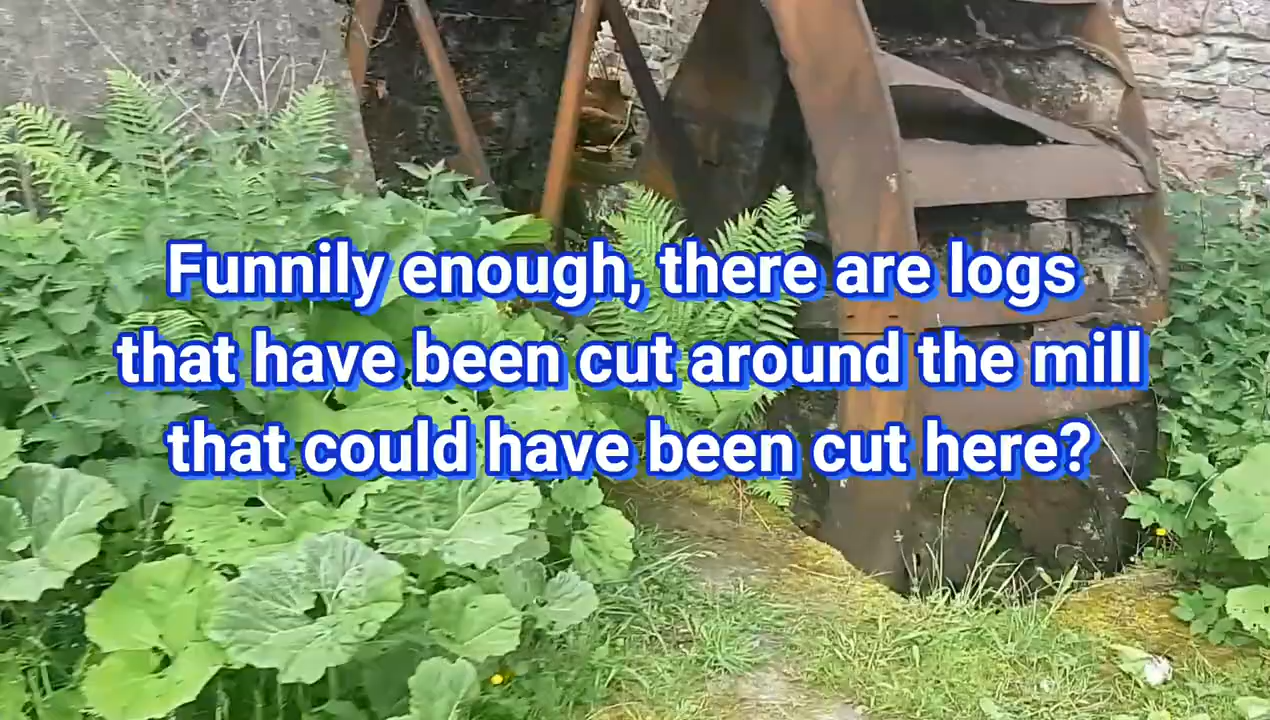 Funnily enough, there are logs
that have been cut around the mill
that could have been cut here?